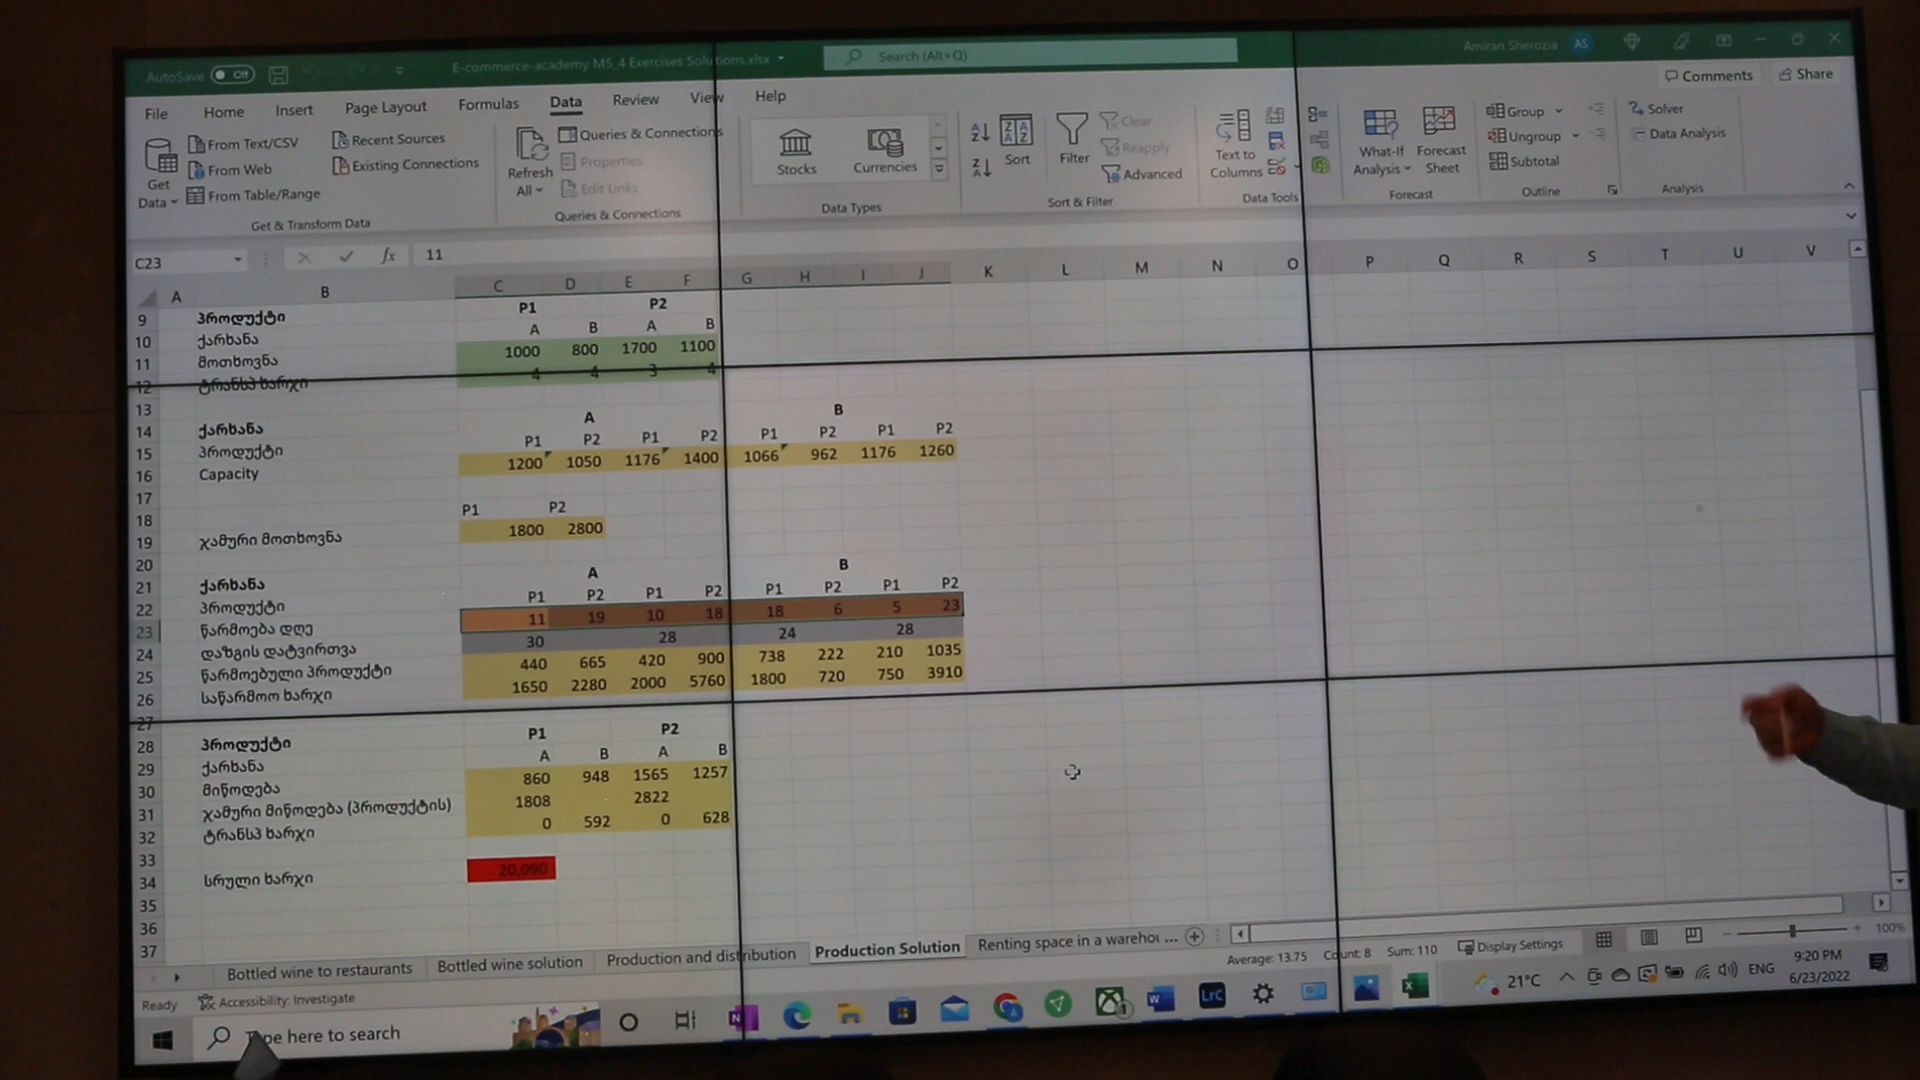 AutoSave Off E-commerce-academy M5_4 Exercises Solutions.xlsx Search (Alt+Q) Amiran Sherozia AS
File Home Insert Page Layout Formulas Data Review View Help Comments Share
Get Data From Text/CSV From Web From Table/Range Recent Sources Existing Connections
Get & Transform Data
Refresh All Queries & Connections Properties Edit Links
Queries & Connections
Stocks Currencies
Data Types
Sort Filter Clear Reapply Advanced
Sort & Filter
Text to Columns
Data Tools
What-If Analysis Forecast Sheet
Forecast
Group Ungroup Subtotal
Outline
Solver Data Analysis
Analysis
C23 fx 11
A B C D E F G H I J K L M N O P Q R S T U V
9 პროდუქტი P1 P2
10 ქარხანა A B A B
11 მოთხოვნა 1000 800 1700 1100
12 ტრანსპ ხარჯი 4 4 3 4
13
14 ქარხანა A B
15 პროდუქტი P1 P2 P1 P2 P1 P2 P1 P2
16 Capacity 1200 1050 1176 1400 1066 962 1176 1260
17
18 P1 P2
19 ჯამური მოთხოვნა 1800 2800
20
21 ქარხანა A B
22 პროდუქტი P1 P2 P1 P2 P1 P2 P1 P2
23 წარმოება დღე 11 19 10 18 18 6 5 23
24 დაზგის დატვირთვა 30 28 24 28
25 წარმოებული პროდუქტი 440 665 420 900 738 222 210 1035
26 საწარმოო ხარჯი 1650 2280 2000 5760 1800 720 750 3910
27
28 პროდუქტი P1 P2
29 ქარხანა A B A B
30 მიწოდება 860 948 1565 1257
31 ჯამური მიწოდება (პროდუქტის) 1808 2822
32 ტრანსპ ხარჯი 0 592 0 628
33
34 სრული ხარჯი 20,090
35
36
37
Bottled wine to restaurants Bottled wine solution Production and distribution Production Solution Renting space in a warehou ...
Ready Accessibility: Investigate Average: 13.75 Count: 8 Sum: 110 Display Settings 100%
Type here to search N LrC 21°C ENG 9:20 PM
6/23/2022